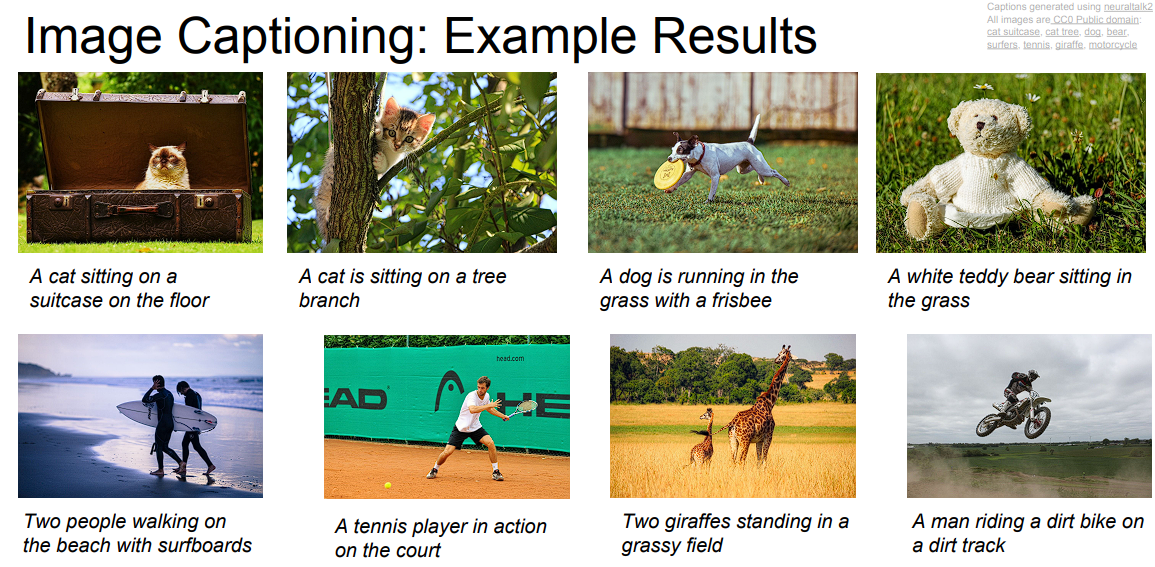 Image Captioning: Example Results
Captions generated using neuraltalk2
All images are CC0 Public domain:
cat suitcase, cat tree, dog, bear,
surfers, tennis, giraffe, motorcycle
A cat sitting on a
suitcase on the floor
A cat is sitting on a tree
branch
A dog is running in the
grass with a frisbee
A white teddy bear sitting in
the grass
head.com
EAD
HE
Two people walking on
the beach with surfboards
A tennis player in action
on the court
Two giraffes standing in a
grassy field
A man riding a dirt bike on
a dirt track